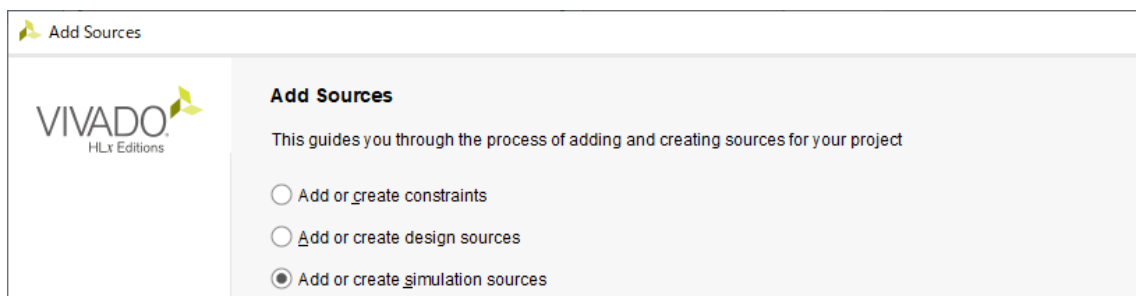 Add Sources
VIVADO
HLx Editions
Add Sources
This guides you through the process of adding and creating sources for your project
Add or create constraints
Add or create design sources
Add or create simulation sources